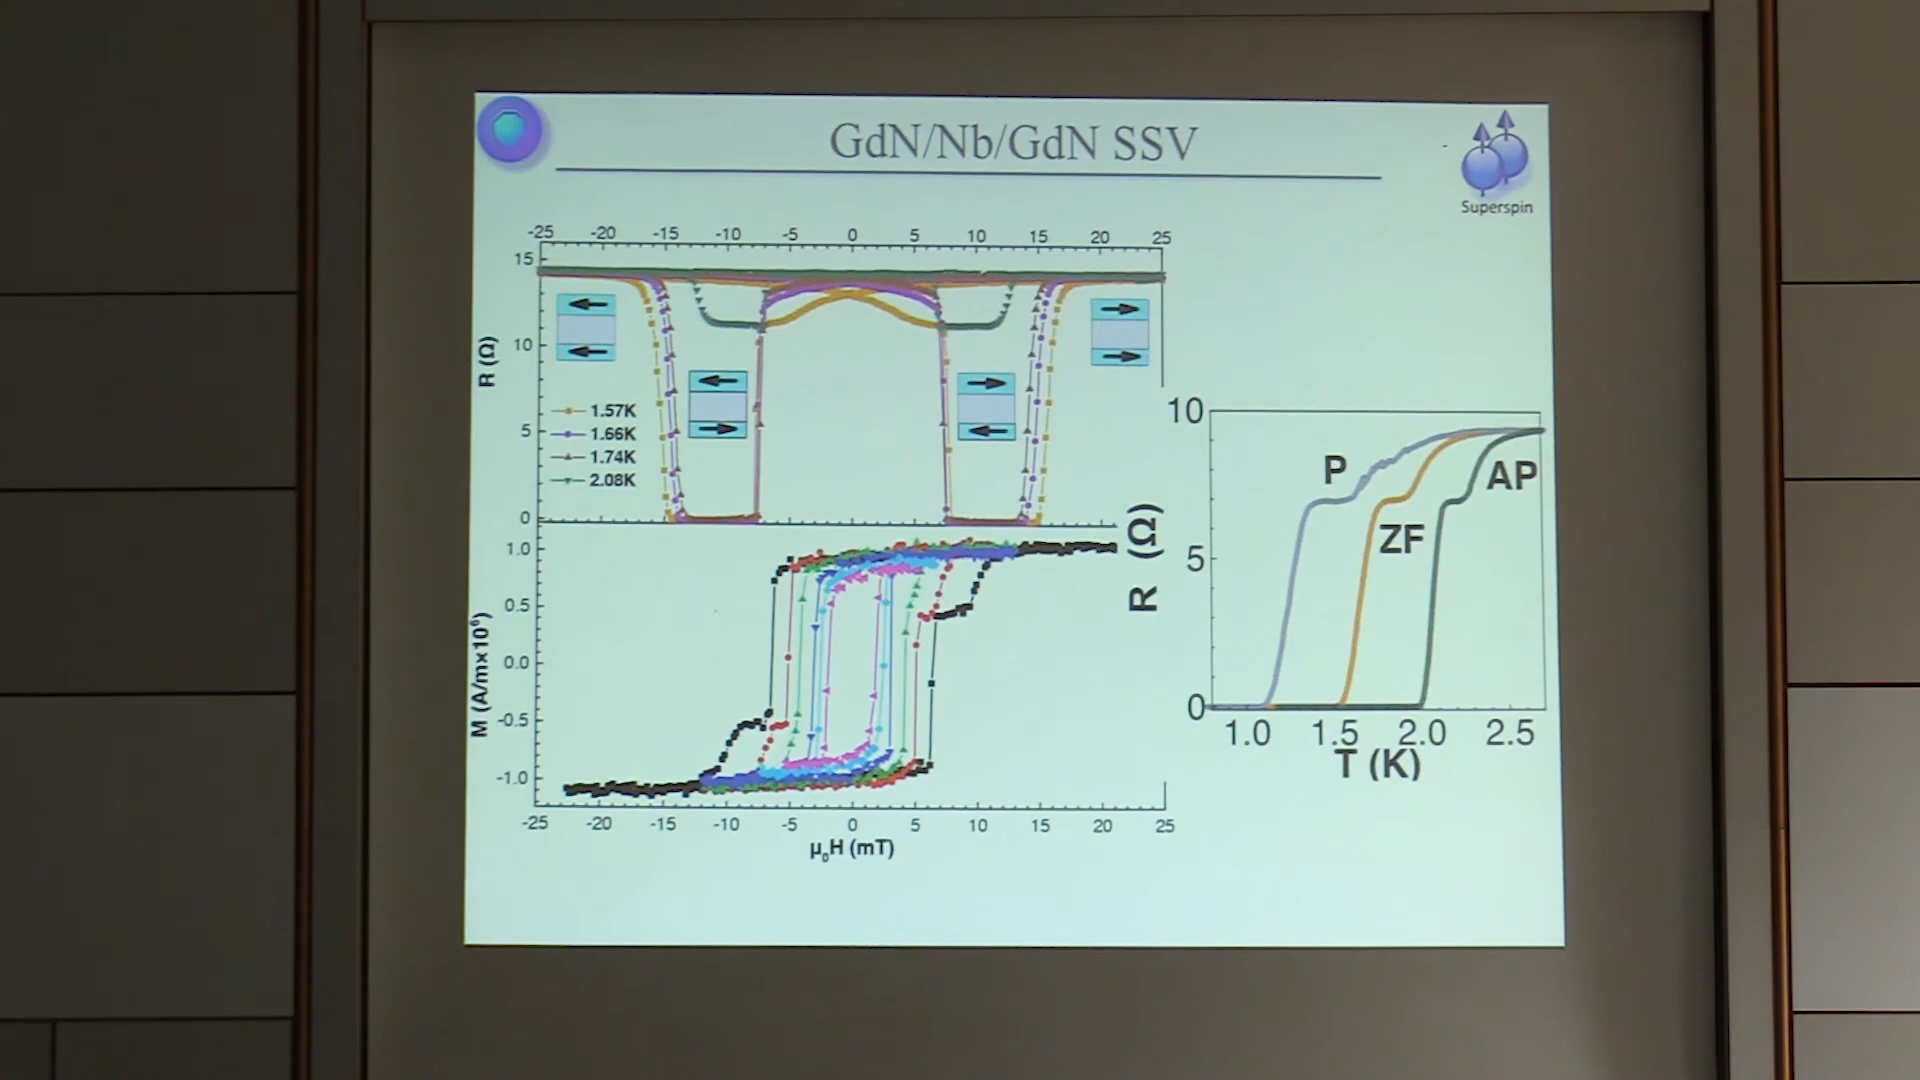 GdN/Nb/GdN SSV
Superspin
-25 -20 -15 -10 -5 0 5 10 15 20 25
15
10
5
0
R (Ω)
1.57K
1.66K
1.74K
2.08K
1.0
0.5
0.0
-0.5
-1.0
M (A/mx10⁶)
-25 -20 -15 -10 -5 0 5 10 15 20 25
μ₀H (mT)
10
5
0
R (Ω)
P
ZF
AP
1.0 1.5 2.0 2.5
T (K)